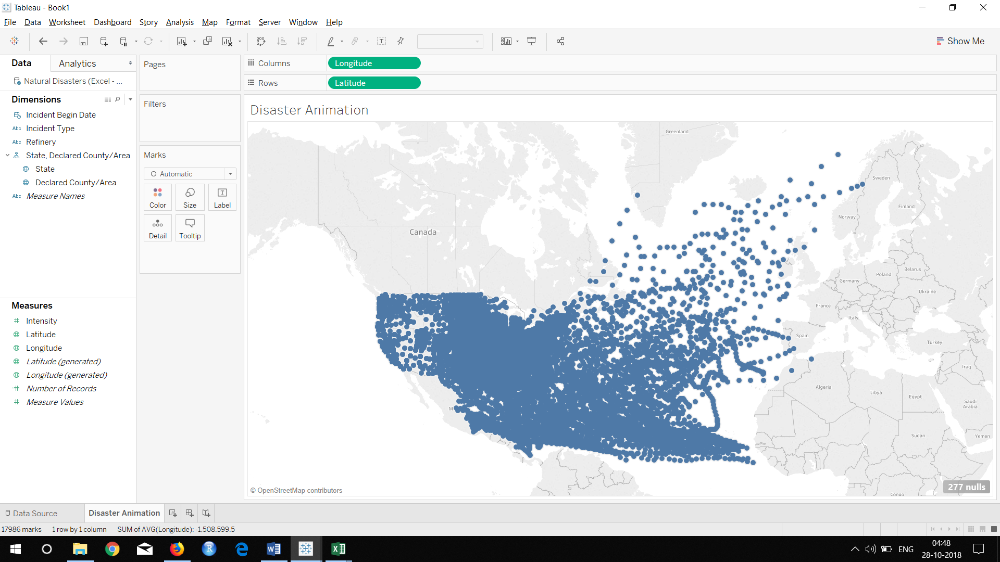 Tableau - Book1
File Data Worksheet Dashboard Story Analysis Map Format Server Window Help
Show Me
Data
Analytics
Natural Disasters (Excel - ...
Dimensions
Incident Begin Date
Abc Incident Type
Abc Refinery
State, Declared County/Area
State
Declared County/Area
Abc Measure Names
Measures
Intensity
Latitude
Longitude
Latitude (generated)
Longitude (generated)
Number of Records
Measure Values
Pages
Filters
Marks
Automatic
Color
Size
Label
Detail
Tooltip
Columns
Longitude
Rows
Latitude
Disaster Animation
Greenland
Sweden
Finland
Norway
Canada
Belarus
Poland
Germany
Ukraine
France
Italy
Spain
Turkey
Iraq
Algeria
Libya
Egypt
Saudi
Arabia
M
Sudan
Yemen
Congo
© OpenStreetMap contributors
277 nulls
Data Source
Disaster Animation
17986 marks
1 row by 1 column
SUM of AVG(Longitude): -1,508,599.5
ENG
04:48
28-10-2018